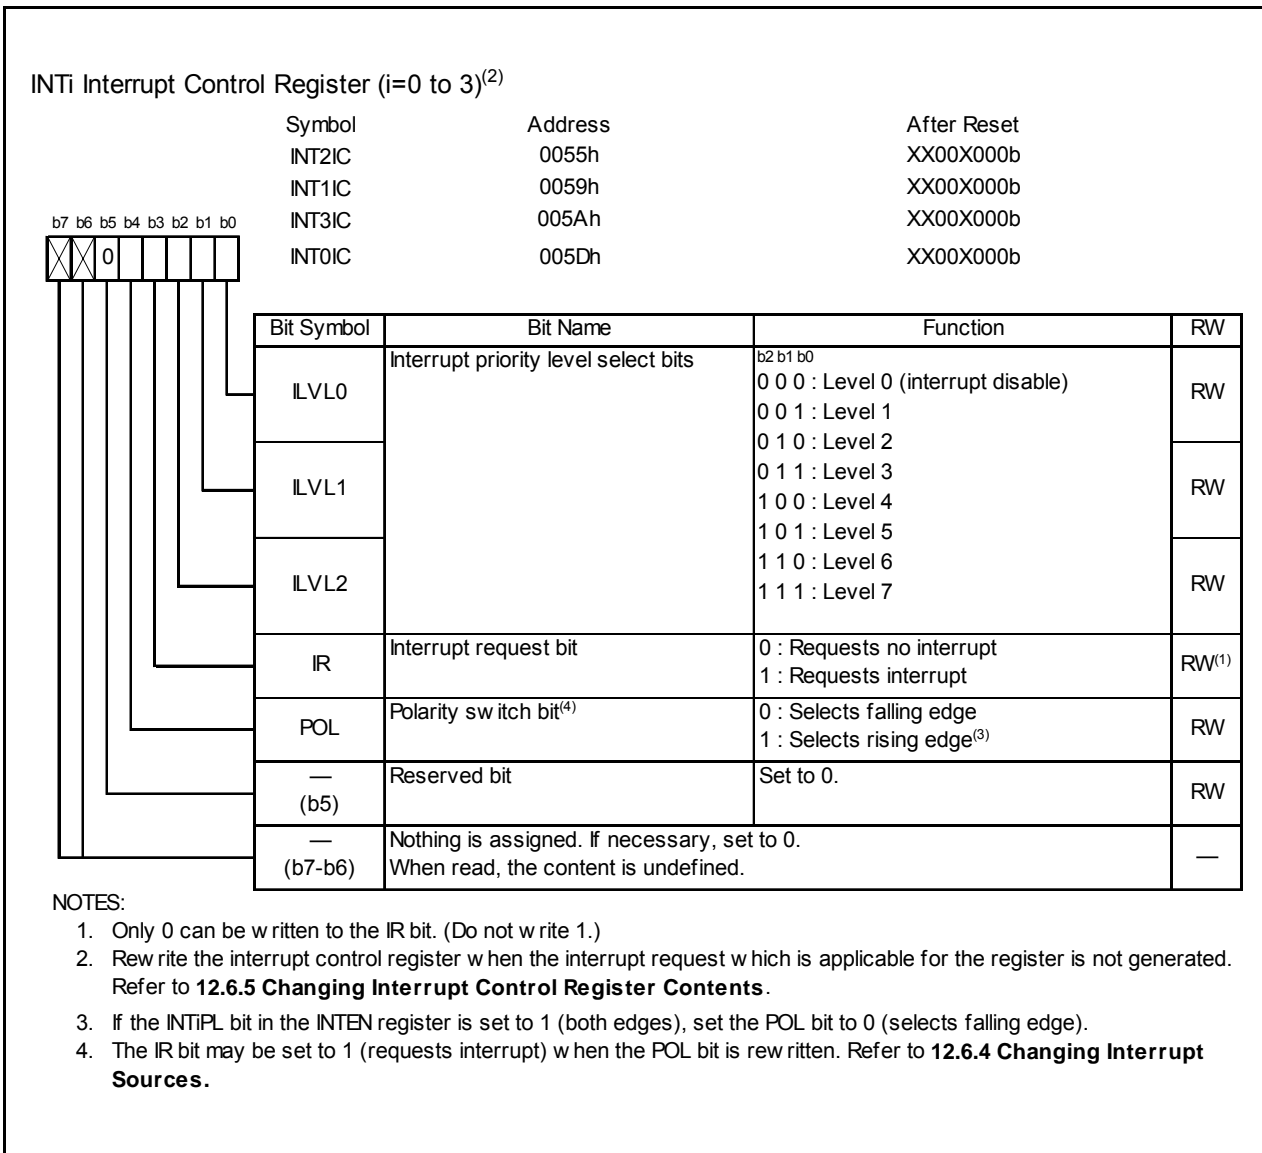 INTi Interrupt Control Register (i=0 to 3)(2)
Symbol Address After Reset
INT2IC 0055h XX00X000b
INT1IC 0059h XX00X000b
INT3IC 005Ah XX00X000b
INT0IC 005Dh XX00X000b
b7 b6 b5 b4 b3 b2 b1 b0
0
Bit Symbol Bit Name Function RW
ILVL0 Interrupt priority level select bits b2 b1 b0
0 0 0 : Level 0 (interrupt disable) RW
0 0 1 : Level 1
0 1 0 : Level 2
ILVL1 0 1 1 : Level 3 RW
1 0 0 : Level 4
1 0 1 : Level 5
ILVL2 1 1 0 : Level 6 RW
1 1 1 : Level 7
IR Interrupt request bit 0 : Requests no interrupt RW(1)
1 : Requests interrupt
POL Polarity switch bit(4) 0 : Selects falling edge RW
1 : Selects rising edge(3)
— Reserved bit Set to 0. RW
(b5)
— Nothing is assigned. If necessary, set to 0. —
(b7-b6) When read, the content is undefined.
NOTES:
1. Only 0 can be written to the IR bit. (Do not write 1.)
2. Rewrite the interrupt control register when the interrupt request which is applicable for the register is not generated.
Refer to 12.6.5 Changing Interrupt Control Register Contents.
3. If the INTiPL bit in the INTEN register is set to 1 (both edges), set the POL bit to 0 (selects falling edge).
4. The IR bit may be set to 1 (requests interrupt) when the POL bit is rewritten. Refer to 12.6.4 Changing Interrupt
Sources.